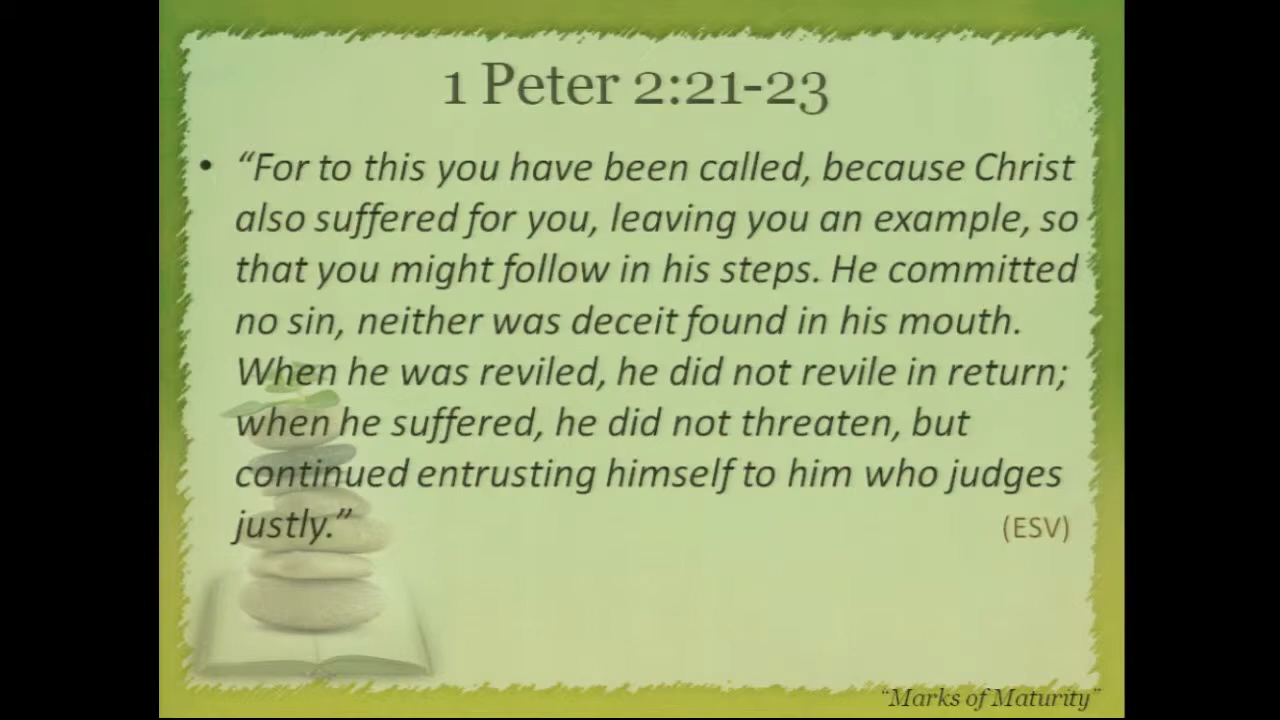 1 Peter 2:21-23
• “For to this you have been called, because Christ
also suffered for you, leaving you an example, so
that you might follow in his steps. He committed
no sin, neither was deceit found in his mouth.
When he was reviled, he did not revile in return;
when he suffered, he did not threaten, but
continued entrusting himself to him who judges
justly.” (ESV)
“Marks of Maturity”